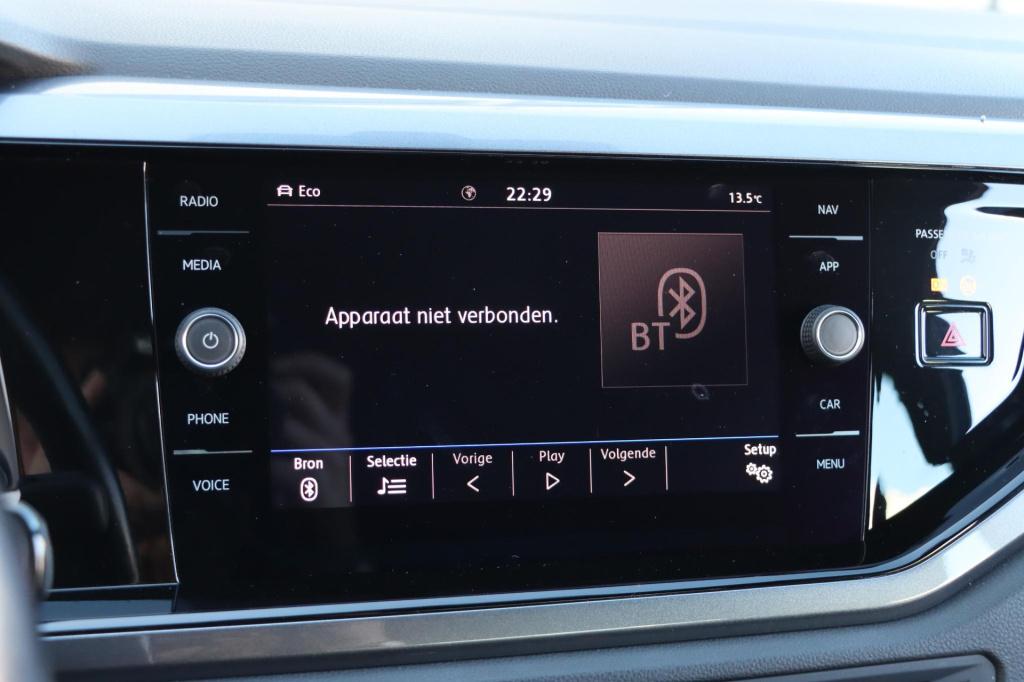 RADIO
MEDIA
PHONE
VOICE
Eco
22:29
13.5°C
Apparaat niet verbonden.
BT
Bron
Selectie
Vorige
Play
Volgende
Setup
NAV
APP
CAR
MENU
OFF